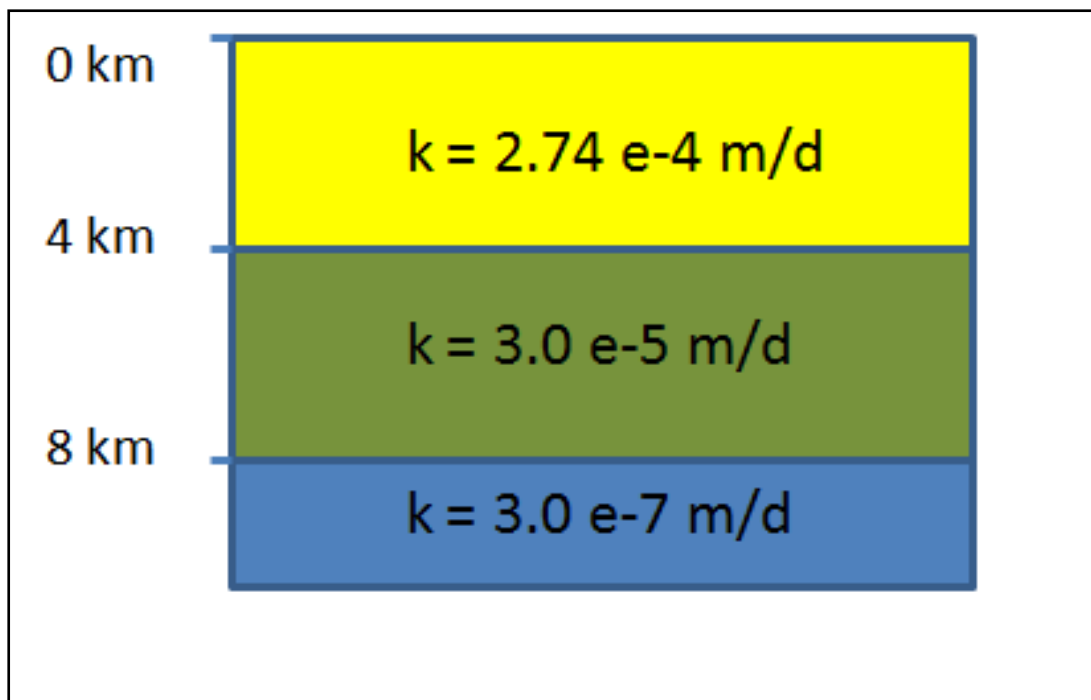 0 km
k = 2.74 e-4 m/d
4 km
k = 3.0 e-5 m/d
8 km
k = 3.0 e-7 m/d